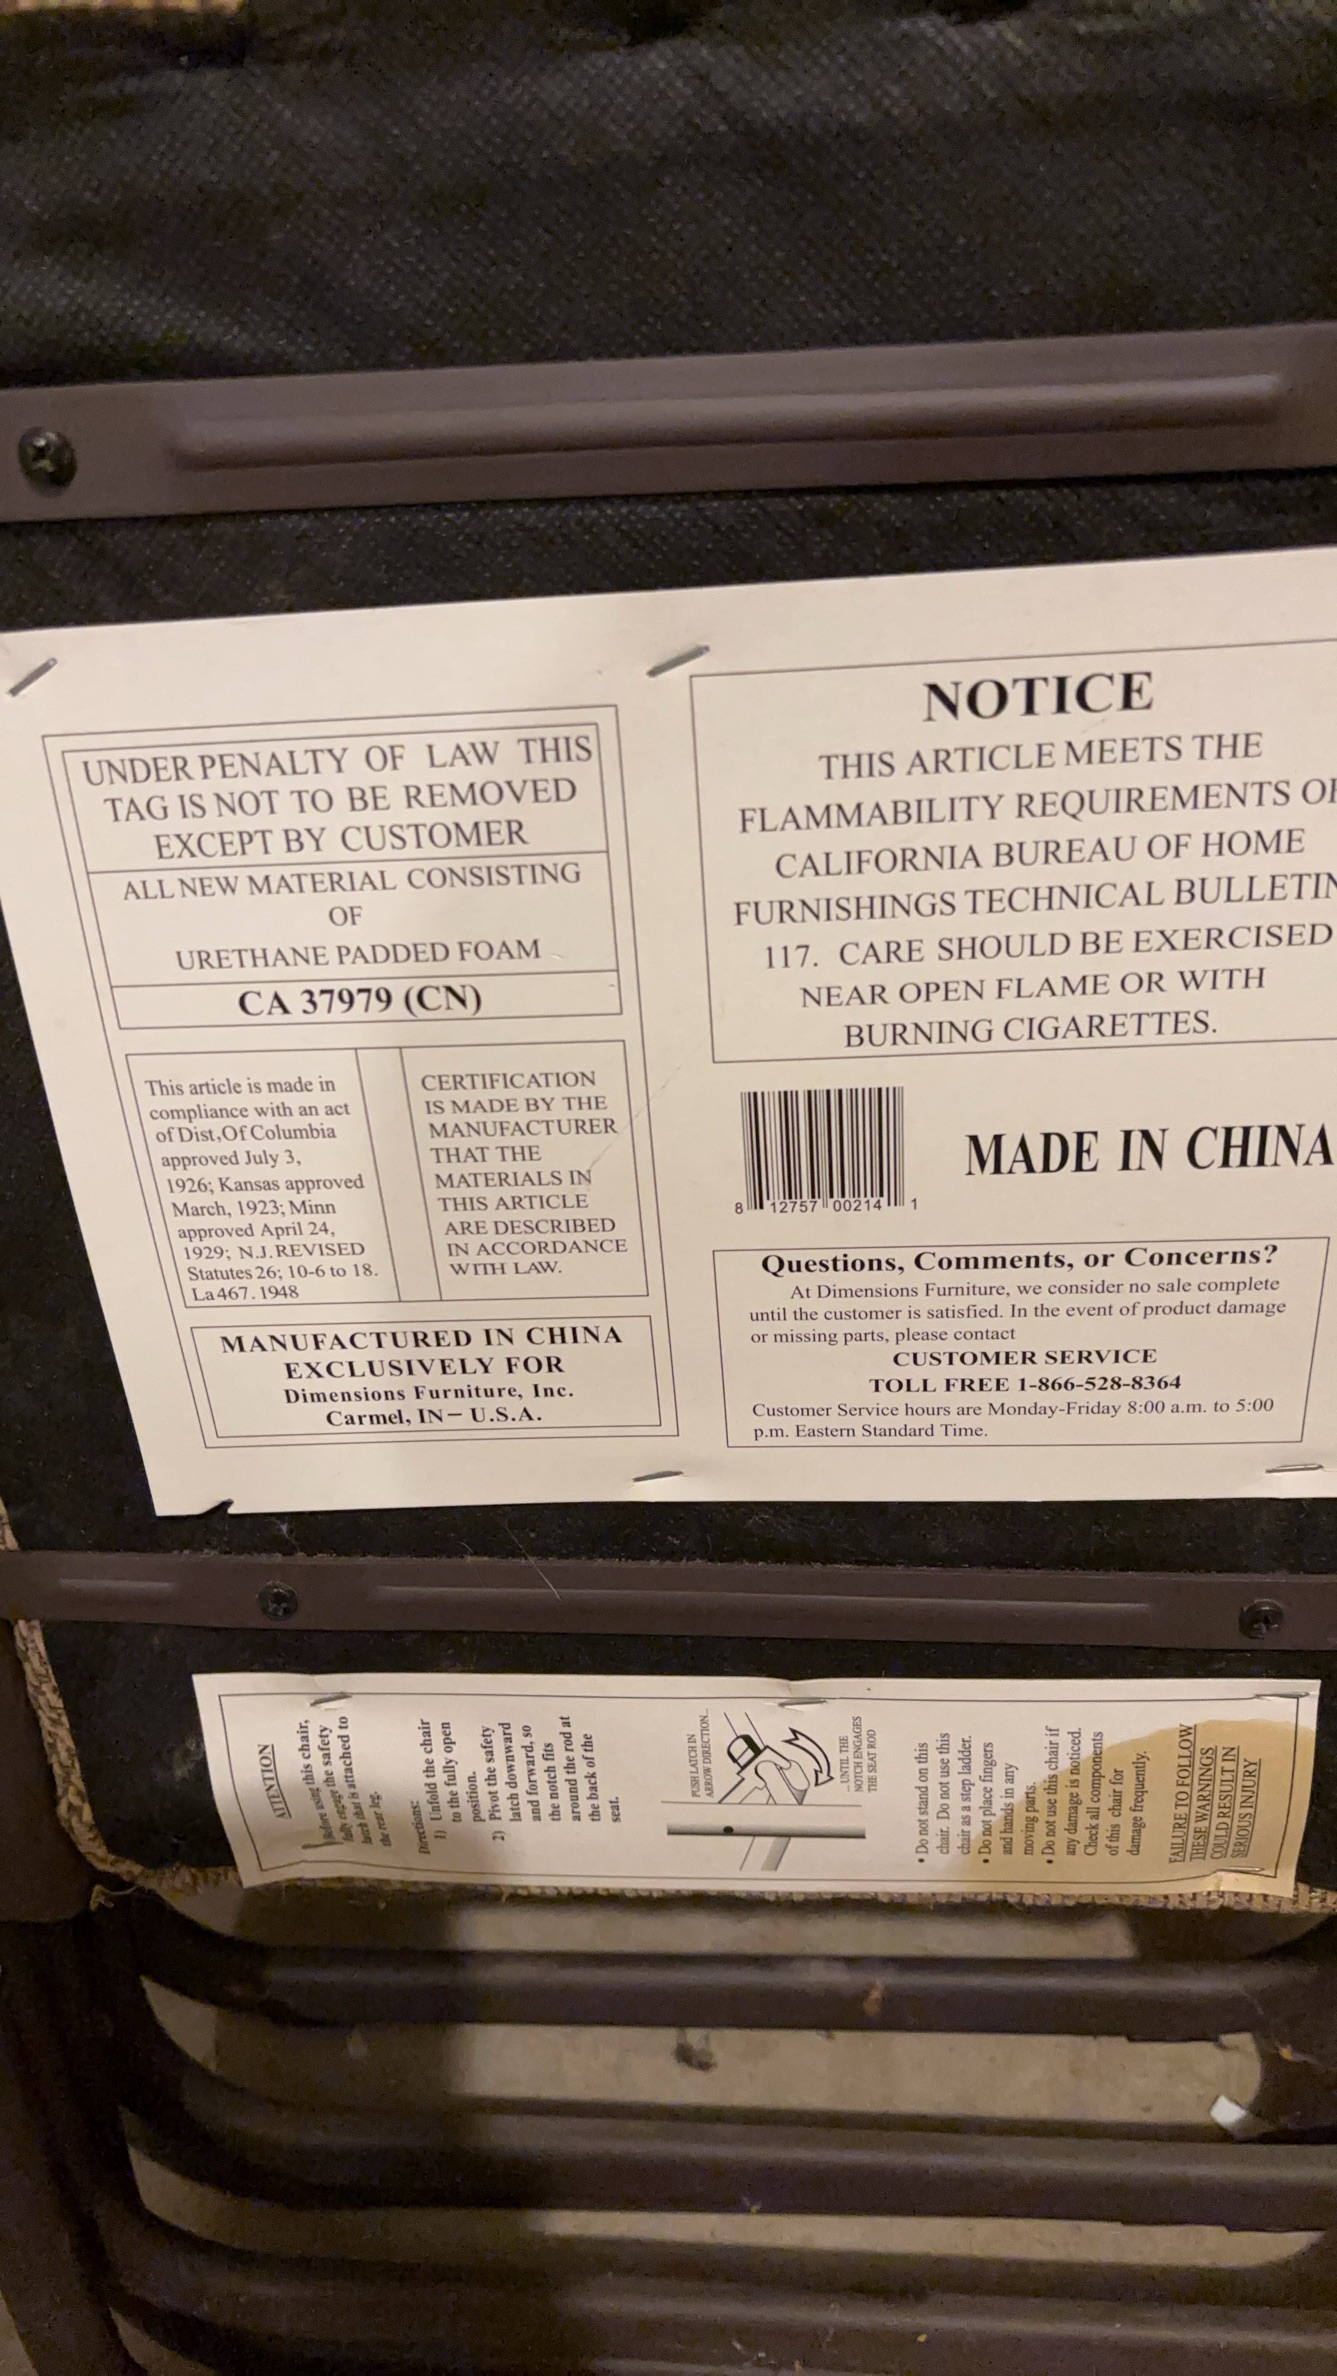 UNDER PENALTY OF LAW THIS
TAG IS NOT TO BE REMOVED
EXCEPT BY CUSTOMER
ALL NEW MATERIAL CONSISTING
OF
URETHANE PADDED FOAM
CA 37979 (CN)
This article is made in
compliance with an act
of Dist,Of Columbia
approved July 3,
1926; Kansas approved
March, 1923; Minn
approved April 24,
1929; N.J.REVISED
Statutes 26; 10-6 to 18.
La 467. 1948
CERTIFICATION
IS MADE BY THE
MANUFACTURER
THAT THE
MATERIALS IN
THIS ARTICLE
ARE DESCRIBED
IN ACCORDANCE
WITH LAW.
MANUFACTURED IN CHINA
EXCLUSIVELY FOR
Dimensions Furniture, Inc.
Carmel, IN— U.S.A.
NOTICE
THIS ARTICLE MEETS THE
FLAMMABILITY REQUIREMENTS
CALIFORNIA BUREAU OF HOME
FURNISHINGS TECHNICAL BULLETIN
117. CARE SHOULD BE EXERCISED
NEAR OPEN FLAME OR WITH
BURNING CIGARETTES.
8 12757 00214 1
MADE IN CHINA
Questions, Comments, or Concerns?
At Dimensions Furniture, we consider no sale complete
until the customer is satisfied. In the event of product damage
or missing parts, please contact
CUSTOMER SERVICE
TOLL FREE 1-866-528-8364
Customer Service hours are Monday-Friday 8:00 a.m. to 5:00
p.m. Eastern Standard Time.
ATTENTION
Before using this chair,
fully engage the safety
latch that is attached to
the rear leg.
Directions:
1) Unfold the chair
to the fully open
position.
2) Pivot the safety
latch downward
and forward, so
the notch fits
around the rod at
the back of the
seat.
PUSH LATCH IN
ARROW DIRECTION...
... UNTIL THE
NOTCH ENGAGES
THE SEAT ROD
• Do not stand on this
chair. Do not use this
chair as a step ladder.
• Do not place fingers
and hands in any
moving parts.
• Do not use this chair if
any damage is noticed.
Check all components
of this chair for
damage frequently.
FAILURE TO FOLLOW
THESE WARNINGS
COULD RESULT IN
SERIOUS INJURY